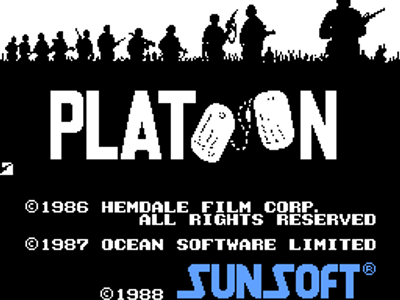 PLATOON
©1986 HEMDALE FILM CORP.
ALL RIGHTS RESERVED
©1987 OCEAN SOFTWARE LIMITED
©1988 SUNSOFT®